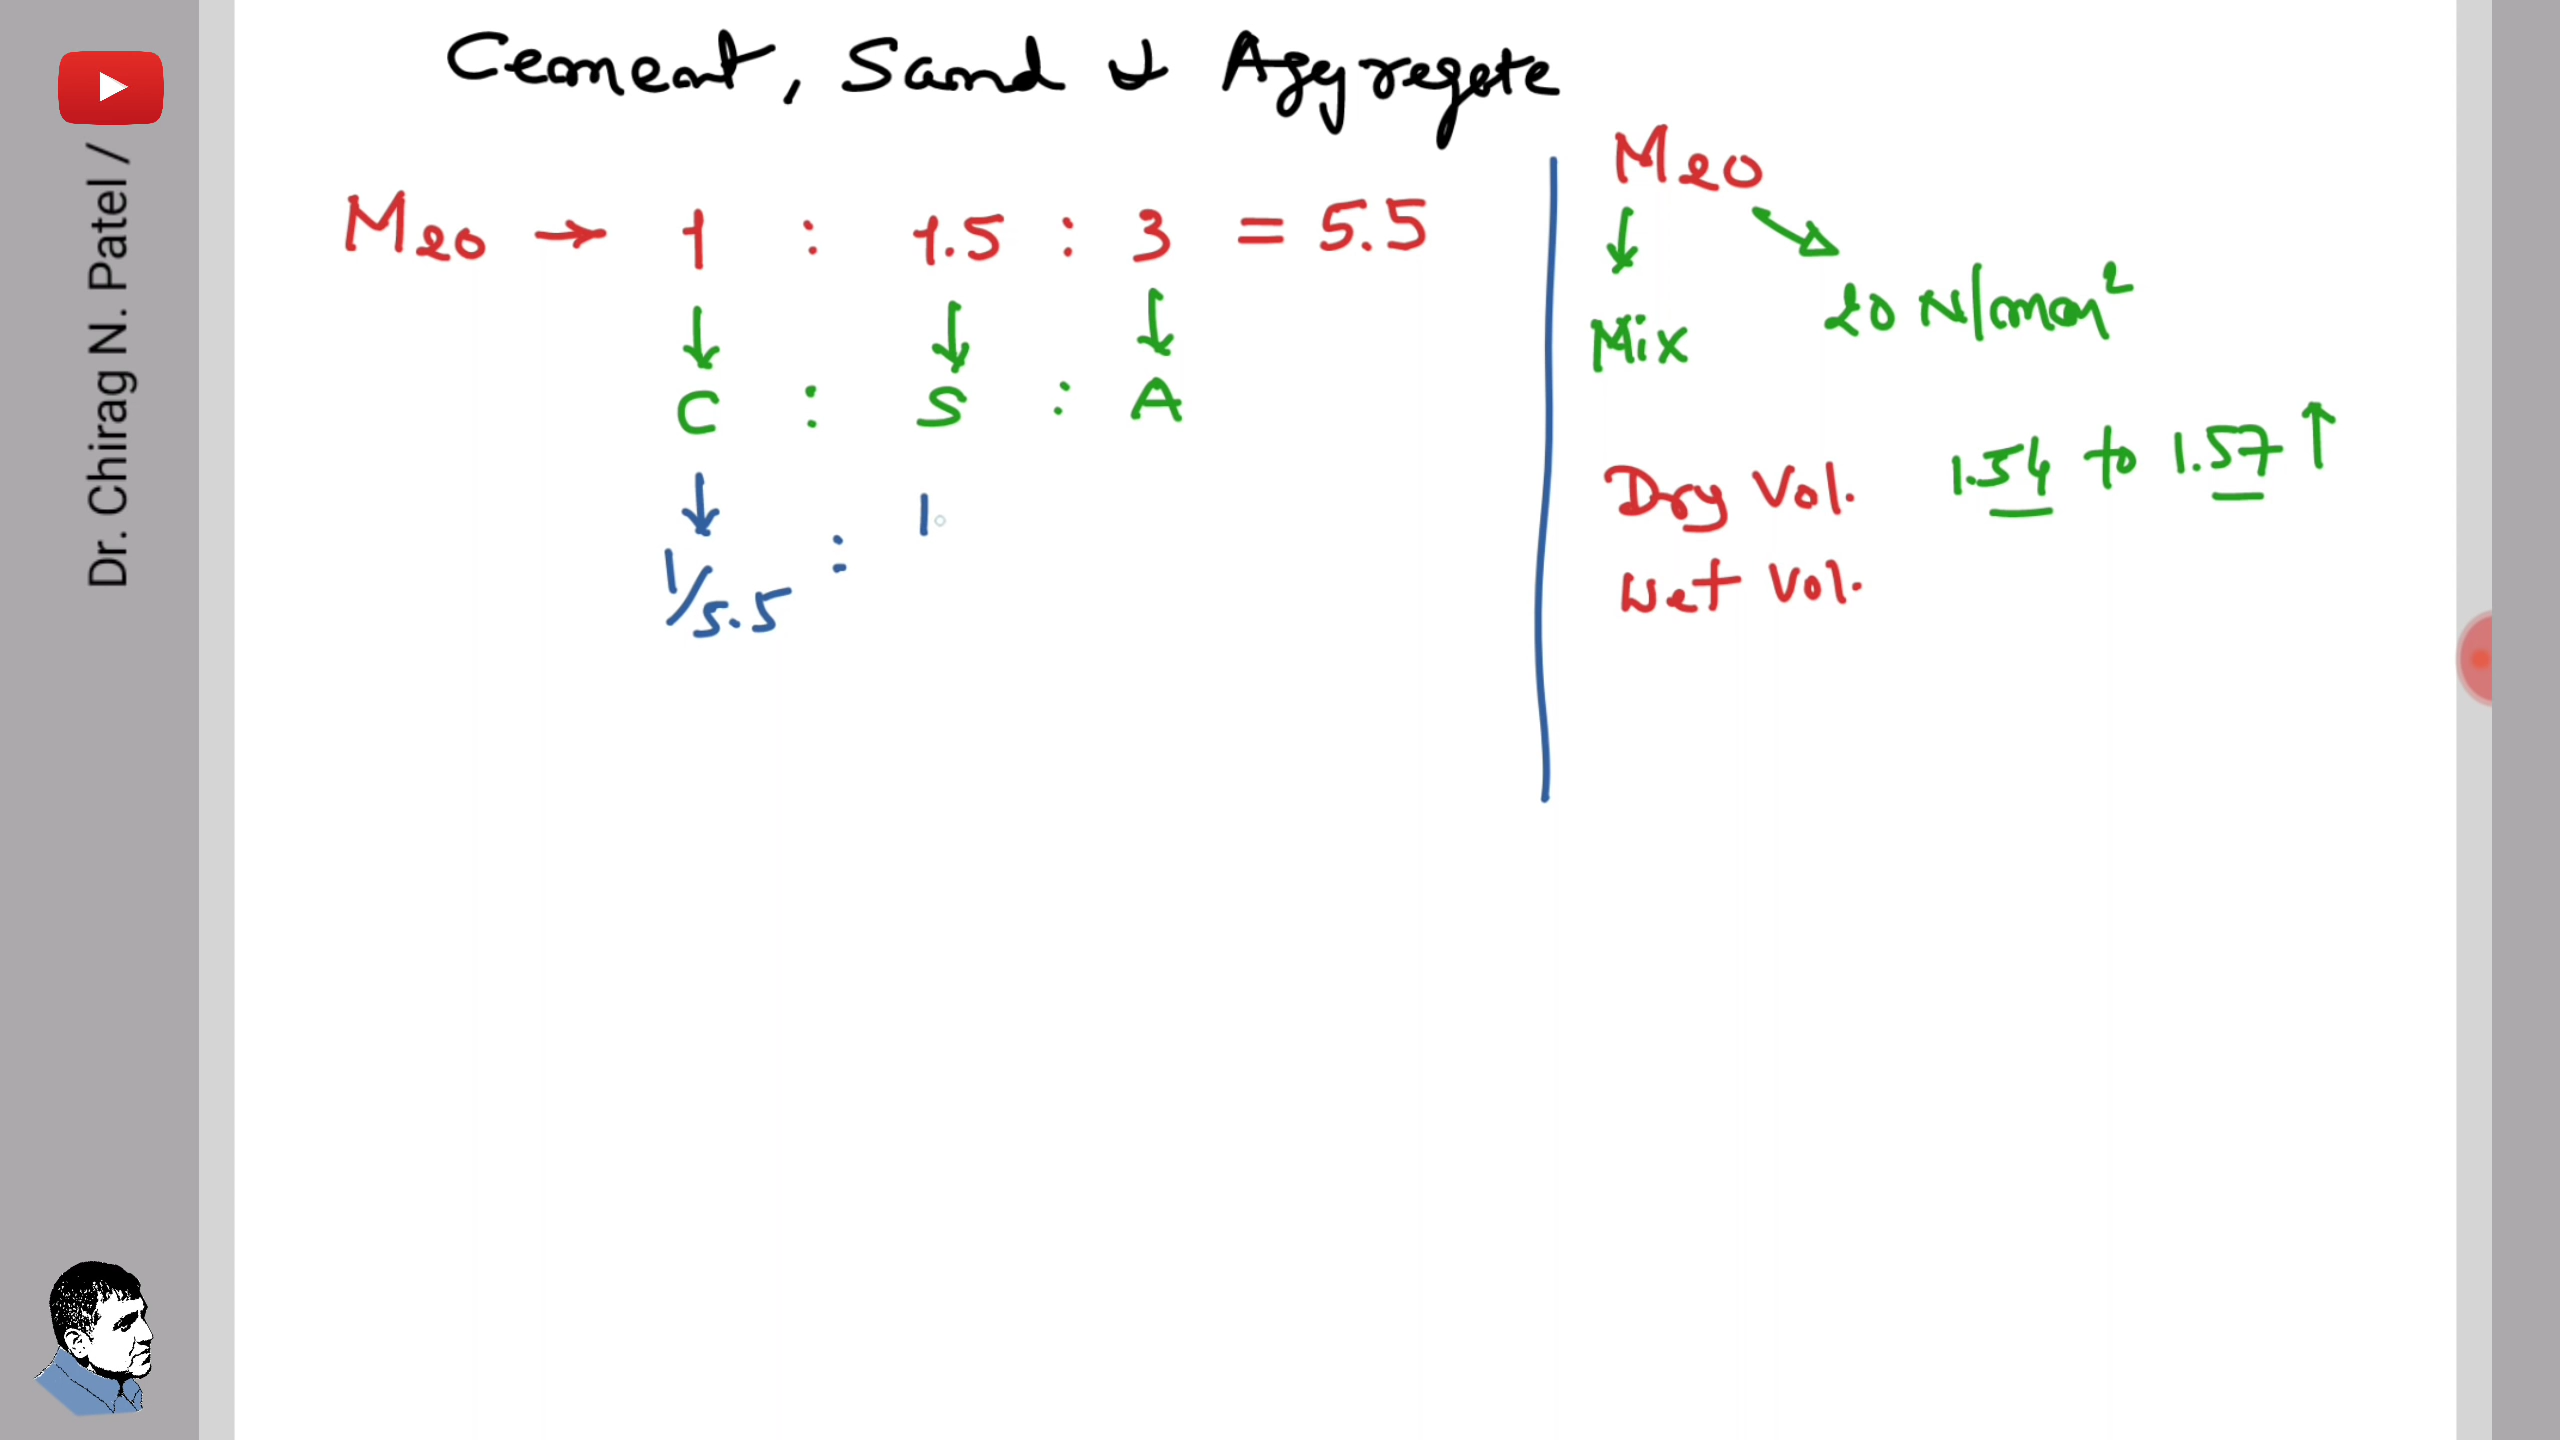 Cement, Sand & Aggregate
M20 → 1 : 1.5 : 3 = 5.5
↓ ↓ ↓
C : S : A
↓
1/5.5 : 1
M20
↓ ↘
Mix 20 N/mm²
Dry Vol. 1.54 to 1.57 ↑
Wet Vol.
Dr. Chirag N. Patel /